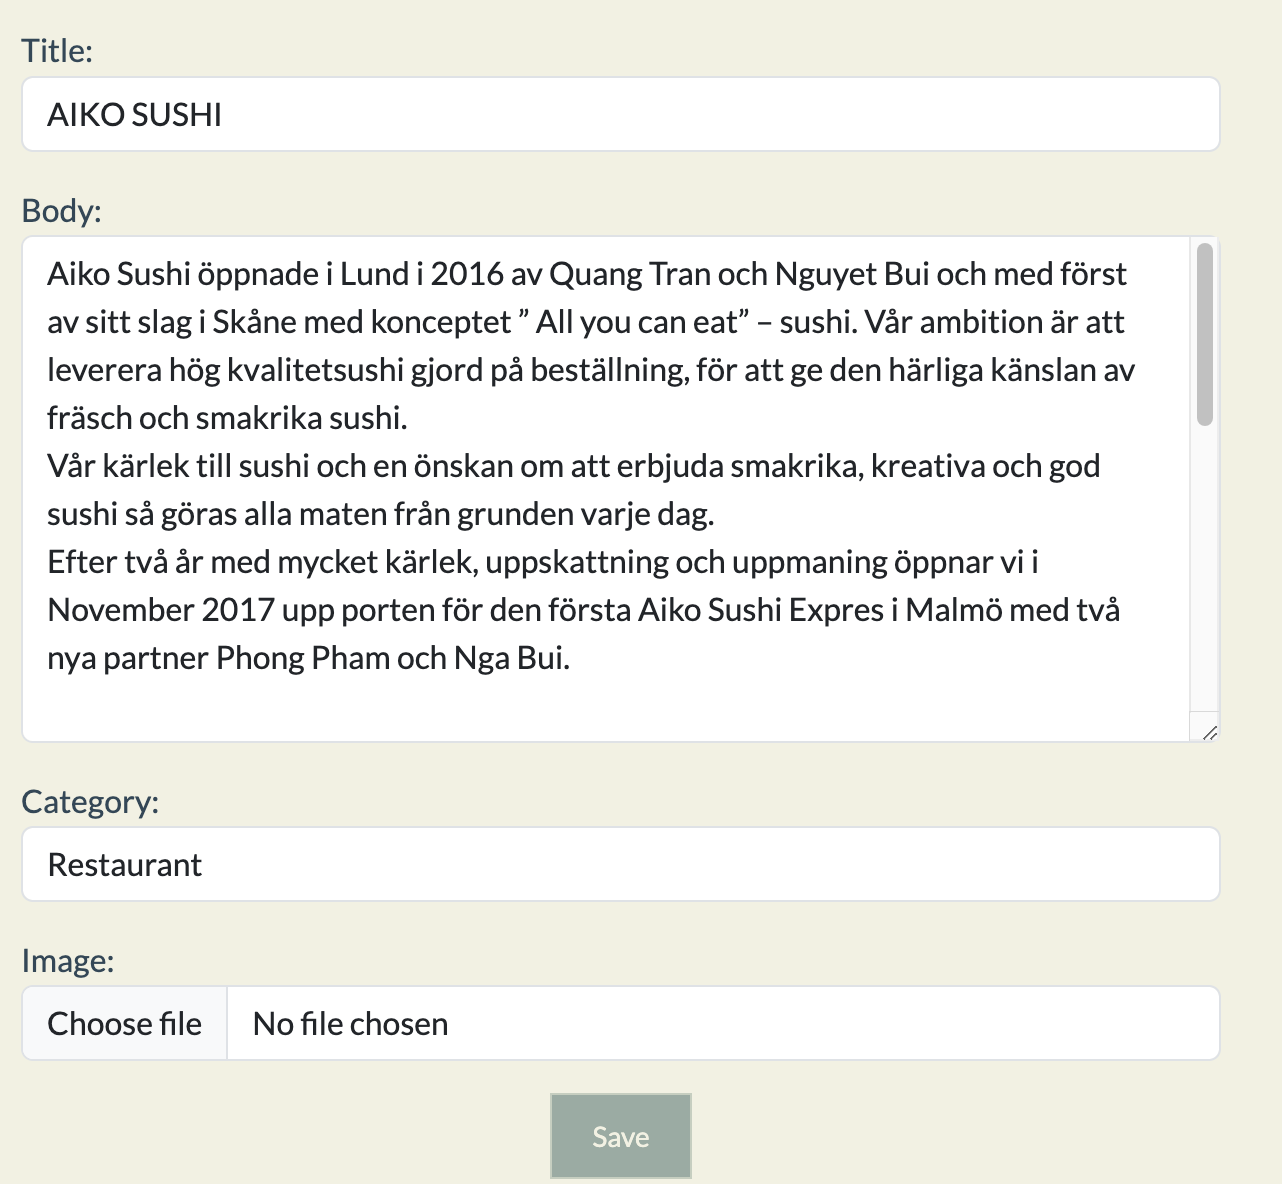 Title:
AIKO SUSHI
Body:
Aiko Sushi öppnade i Lund i 2016 av Quang Tran och Nguyet Bui och med först
av sitt slag i Skåne med konceptet ” All you can eat” – sushi. Vår ambition är att
leverera hög kvalitetsushi gjord på beställning, för att ge den härliga känslan av
fräsch och smakrika sushi.
Vår kärlek till sushi och en önskan om att erbjuda smakrika, kreativa och god
sushi så göras alla maten från grunden varje dag.
Efter två år med mycket kärlek, uppskattning och uppmaning öppnar vi i
November 2017 upp porten för den första Aiko Sushi Expres i Malmö med två
nya partner Phong Pham och Nga Bui.
Category:
Restaurant
Image:
Choose file No file chosen
Save